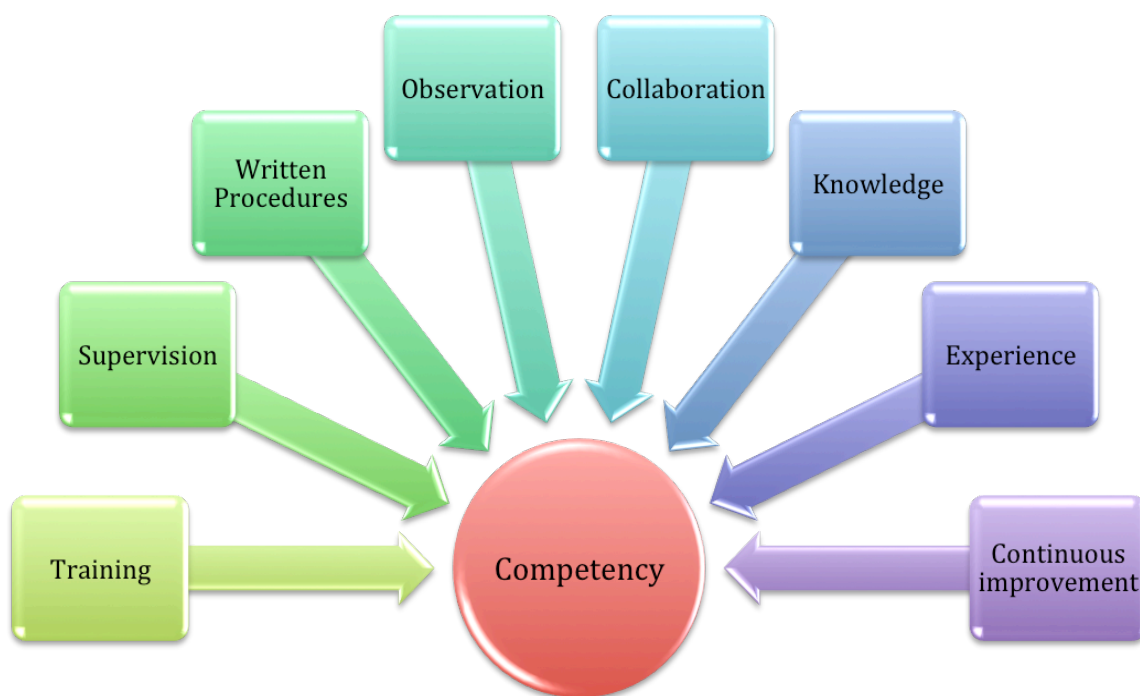 Observation
Collaboration
Written
Procedures
Knowledge
Supervision
Experience
Training
Competency
Continuous
improvement